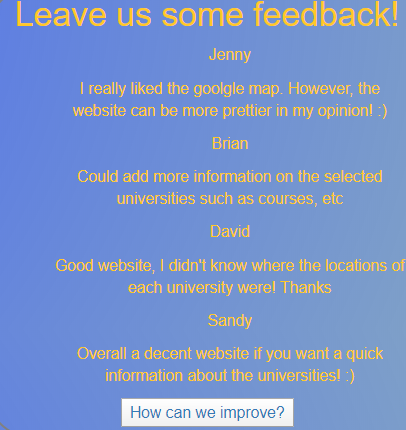 Leave us some feedback!
Jenny
I really liked the goolgle map. However, the
website can be more prettier in my opinion! :)
Brian
Could add more information on the selected
universities such as courses, etc
David
Good website, I didn't know where the locations of
each university were! Thanks
Sandy
Overall a decent website if you want a quick
information about the universities! :)
How can we improve?